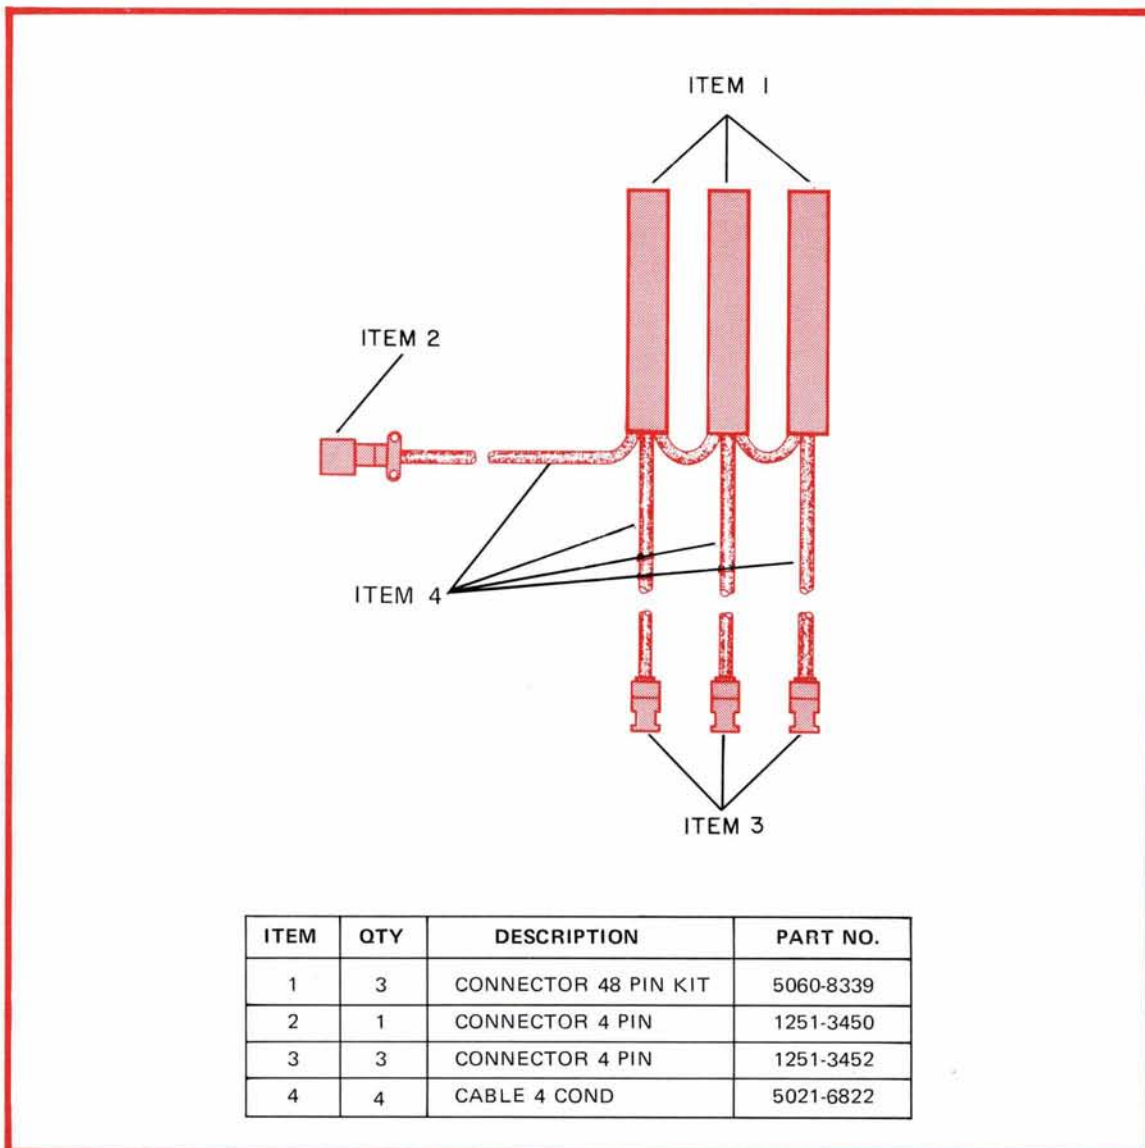 ITEM 1
ITEM 2
ITEM 4
ITEM 3
ITEM QTY DESCRIPTION PART NO.
1 3 CONNECTOR 48 PIN KIT 5060-8339
2 1 CONNECTOR 4 PIN 1251-3450
3 3 CONNECTOR 4 PIN 1251-3452
4 4 CABLE 4 COND 5021-6822